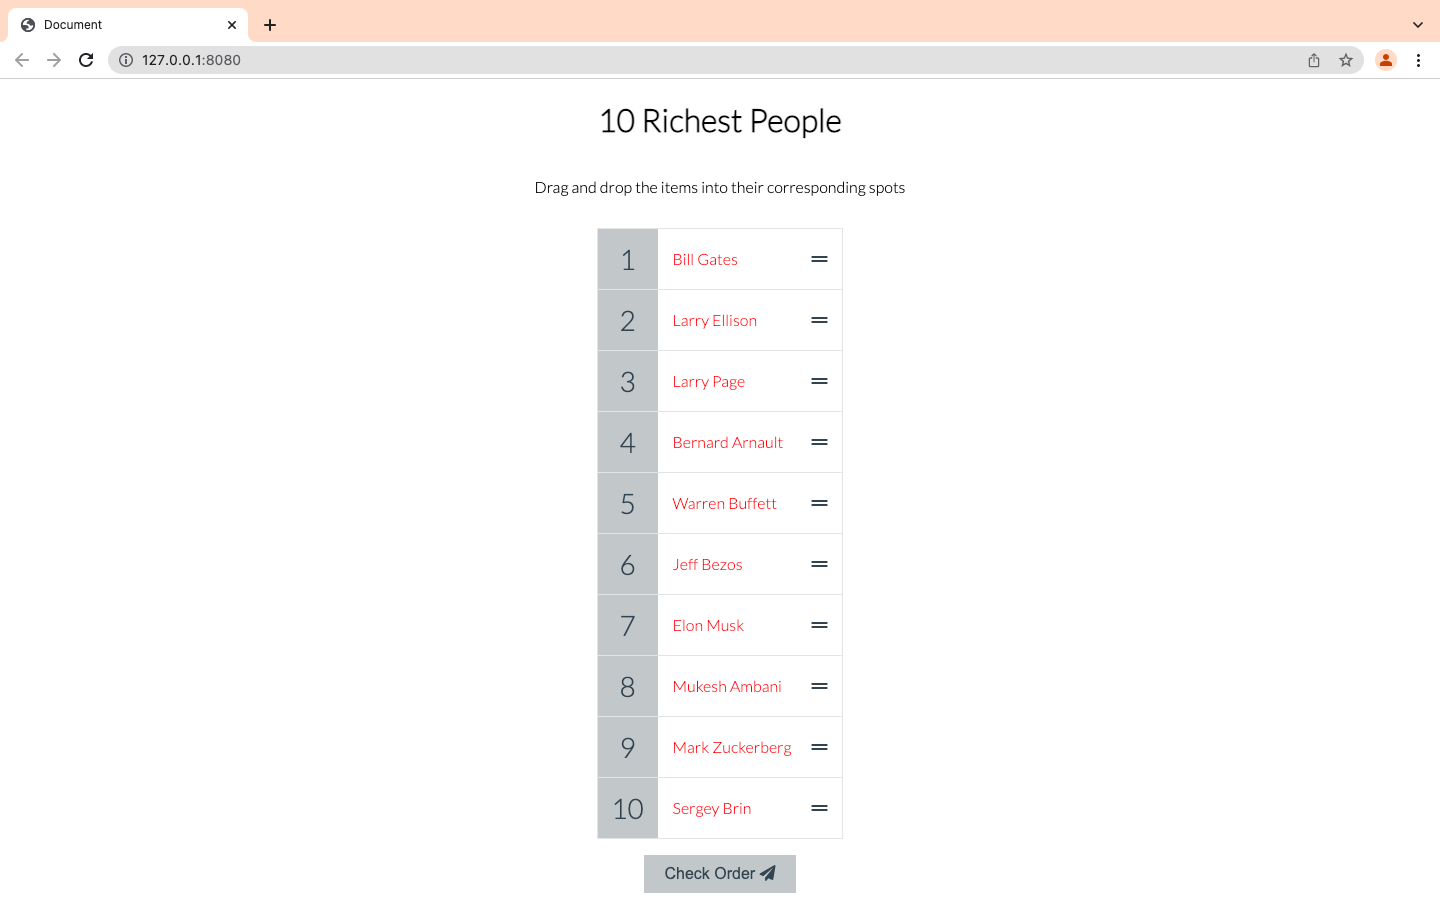 Document
127.0.0.1:8080
10 Richest People
Drag and drop the items into their corresponding spots
1 Bill Gates
2 Larry Ellison
3 Larry Page
4 Bernard Arnault
5 Warren Buffett
6 Jeff Bezos
7 Elon Musk
8 Mukesh Ambani
9 Mark Zuckerberg
10 Sergey Brin
Check Order